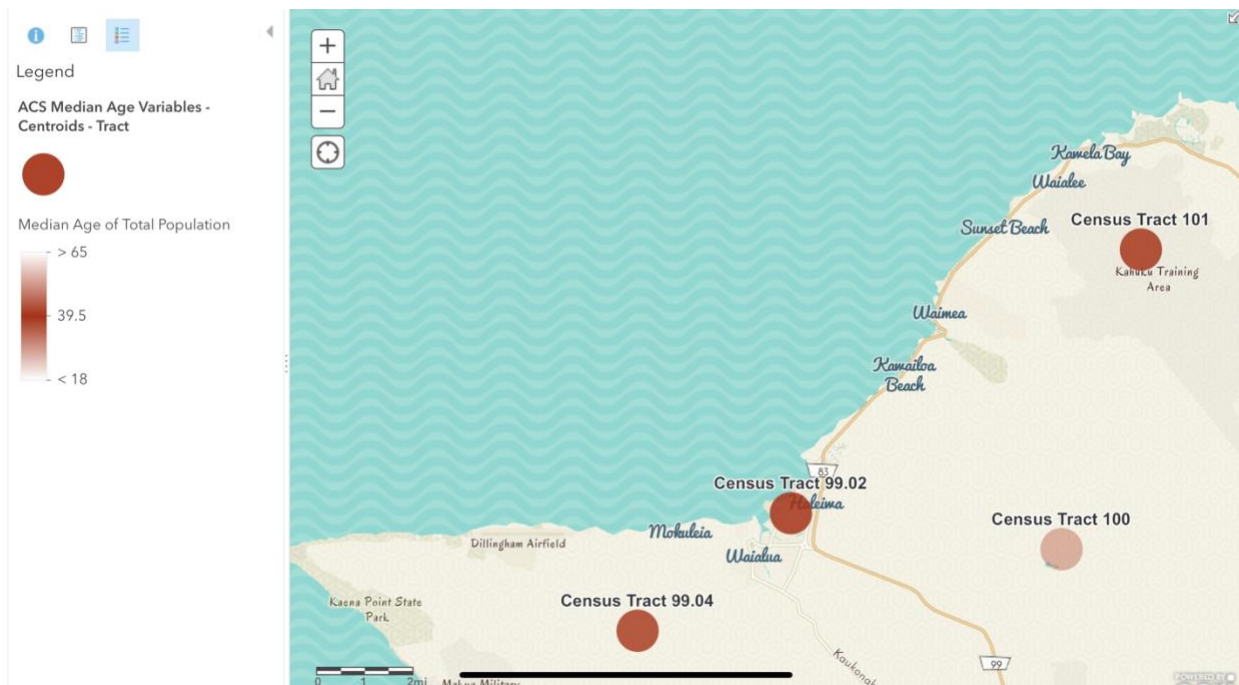 Legend
ACS Median Age Variables -
Centroids - Tract
Median Age of Total Population
> 65
39.5
< 18
+
−
Kawela Bay
Waialee
Census Tract 101
Sunset Beach
Kahuku Training
Area
Waimea
Kawailoa
Beach
83
Census Tract 99.02
Haleiwa
Census Tract 100
Mokuleia
Dillingham Airfield
Waialua
Kaena Point State
Park
Census Tract 99.04
99
0 1 2mi
POWERED BY